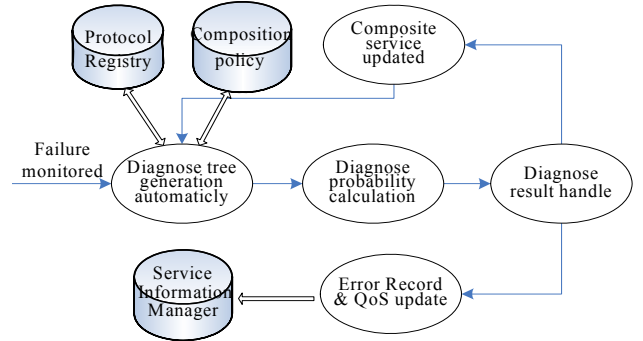 Protocol
Registry
Composition
policy
Composite
service
updated
Failure
monitored
Diagnose tree
generation
automaticly
Diagnose
probability
calculation
Diagnose
result handle
Service
Information
Manager
Error Record
& QoS update